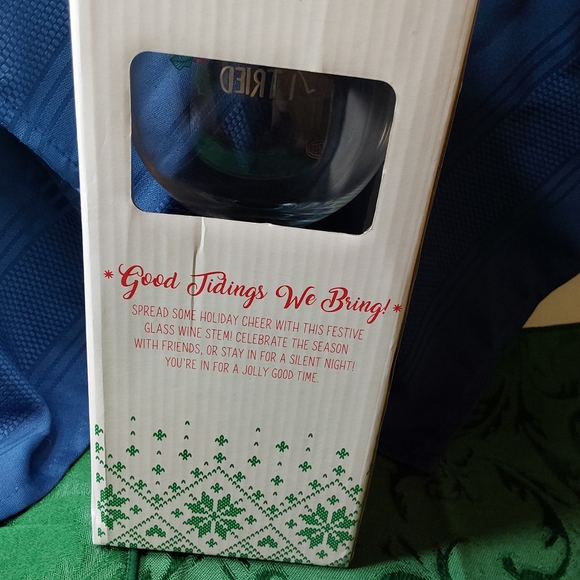 I TRIED
* Good Tidings We Bring! *
SPREAD SOME HOLIDAY CHEER WITH THIS FESTIVE
GLASS WINE STEM! CELEBRATE THE SEASON
WITH FRIENDS, OR STAY IN FOR A SILENT NIGHT!
YOU'RE IN FOR A JOLLY GOOD TIME.